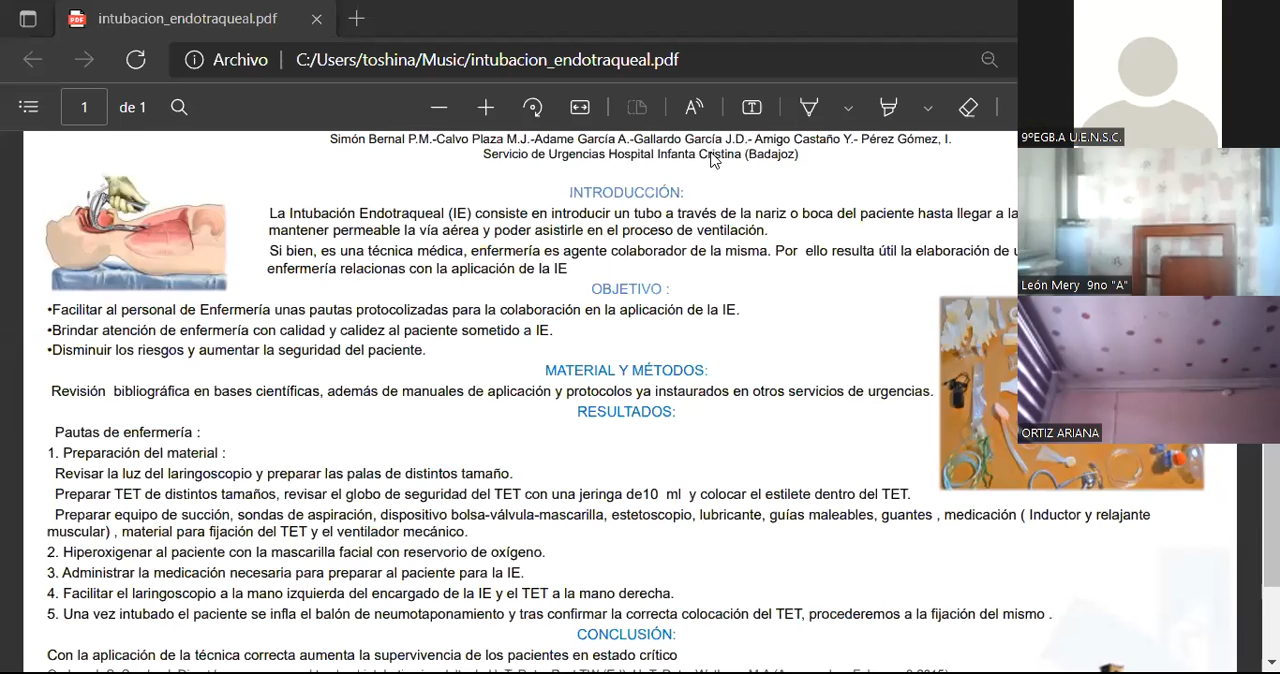 intubacion_endotraqueal.pdf
Archivo
C:/Users/toshina/Music/intubacion_endotraqueal.pdf
1
de 1
Simón Bernal P.M.-Calvo Plaza M.J.-Adame García A.-Gallardo García J.D.- Amigo Castaño Y.- Pérez Gómez, I.
Servicio de Urgencias Hospital Infanta Cristina (Badajoz)
INTRODUCCIÓN:
La Intubación Endotraqueal (IE) consiste en introducir un tubo a través de la nariz o boca del paciente hasta llegar a la
mantener permeable la vía aérea y poder asistirle en el proceso de ventilación.
Si bien, es una técnica médica, enfermería es agente colaborador de la misma. Por ello resulta útil la elaboración de
enfermería relacionas con la aplicación de la IE
OBJETIVO :
•Facilitar al personal de Enfermería unas pautas protocolizadas para la colaboración en la aplicación de la IE.
•Brindar atención de enfermería con calidad y calidez al paciente sometido a IE.
•Disminuir los riesgos y aumentar la seguridad del paciente.
MATERIAL Y MÉTODOS:
Revisión bibliográfica en bases científicas, además de manuales de aplicación y protocolos ya instaurados en otros servicios de urgencias.
RESULTADOS:
Pautas de enfermería :
1. Preparación del material :
Revisar la luz del laringoscopio y preparar las palas de distintos tamaño.
Preparar TET de distintos tamaños, revisar el globo de seguridad del TET con una jeringa de10 ml y colocar el estilete dentro del TET.
Preparar equipo de succión, sondas de aspiración, dispositivo bolsa-válvula-mascarilla, estetoscopio, lubricante, guías maleables, guantes , medicación ( Inductor y relajante
muscular) , material para fijación del TET y el ventilador mecánico.
2. Hiperoxigenar al paciente con la mascarilla facial con reservorio de oxígeno.
3. Administrar la medicación necesaria para preparar al paciente para la IE.
4. Facilitar el laringoscopio a la mano izquierda del encargado de la IE y el TET a la mano derecha.
5. Una vez intubado el paciente se infla el balón de neumotaponamiento y tras confirmar la correcta colocación del TET, procederemos a la fijación del mismo .
CONCLUSIÓN:
Con la aplicación de la técnica correcta aumenta la supervivencia de los pacientes en estado crítico
9ºEGB.A U.E.N.S.C.
León Mery 9no "A"
ORTIZ ARIANA